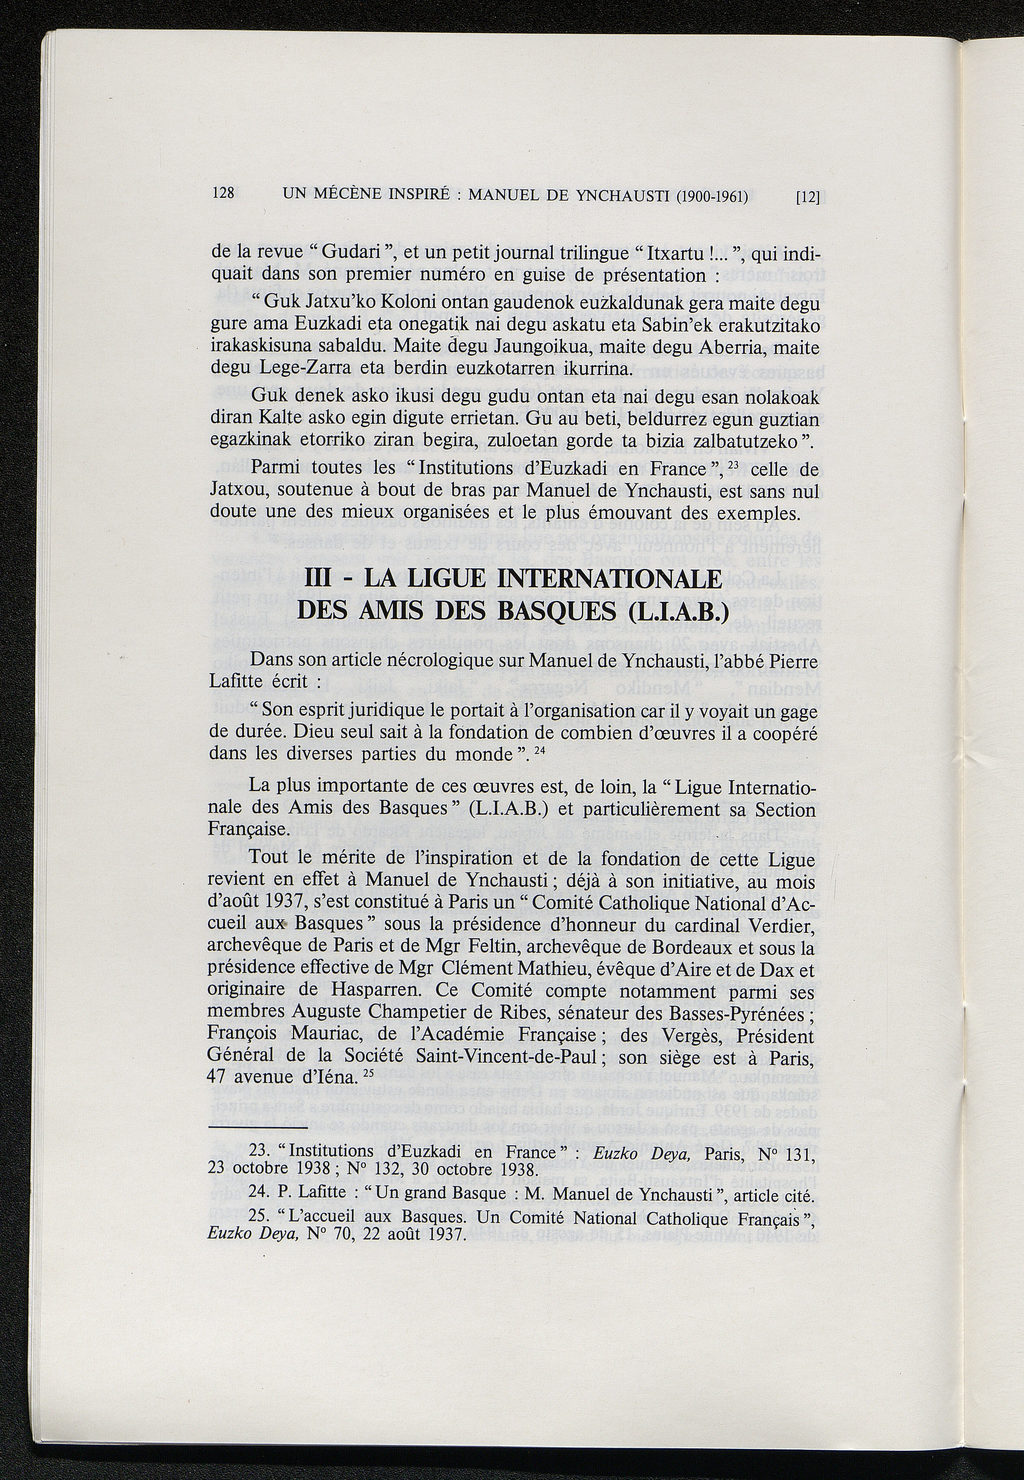 128 UN MÉCÈNE INSPIRÉ : MANUEL DE YNCHAUSTI (1900-1961) [12]
de la revue “ Gudari ”, et un petit journal trilingue “ Itxartu !... ”, qui indi-
quait dans son premier numéro en guise de présentation :
“ Guk Jatxu’ko Koloni ontan gaudenok euzkaldunak gera maite degu
gure ama Euzkadi eta onegatik nai degu askatu eta Sabin’ek erakutzitako
irakaskisuna sabaldu. Maite degu Jaungoikua, maite degu Aberria, maite
degu Lege-Zarra eta berdin euzkotarren ikurrina.
Guk denek asko ikusi degu gudu ontan eta nai degu esan nolakoak
diran Kalte asko egin digute errietan. Gu au beti, beldurrez egun guztian
egazkinak etorriko ziran begira, zuloetan gorde ta bizia zalbatutzeko ”.
Parmi toutes les “ Institutions d’Euzkadi en France ”, 23 celle de
Jatxou, soutenue à bout de bras par Manuel de Ynchausti, est sans nul
doute une des mieux organisées et le plus émouvant des exemples.
III - LA LIGUE INTERNATIONALE
DES AMIS DES BASQUES (L.I.A.B.)
Dans son article nécrologique sur Manuel de Ynchausti, l’abbé Pierre
Lafitte écrit :
“ Son esprit juridique le portait à l’organisation car il y voyait un gage
de durée. Dieu seul sait à la fondation de combien d’œuvres il a coopéré
dans les diverses parties du monde ”. 24
La plus importante de ces œuvres est, de loin, la “ Ligue Internatio-
nale des Amis des Basques ” (L.I.A.B.) et particulièrement sa Section
Française.
Tout le mérite de l’inspiration et de la fondation de cette Ligue
revient en effet à Manuel de Ynchausti ; déjà à son initiative, au mois
d’août 1937, s’est constitué à Paris un “ Comité Catholique National d’Ac-
cueil aux Basques ” sous la présidence d’honneur du cardinal Verdier,
archevêque de Paris et de Mgr Feltin, archevêque de Bordeaux et sous la
présidence effective de Mgr Clément Mathieu, évêque d’Aire et de Dax et
originaire de Hasparren. Ce Comité compte notamment parmi ses
membres Auguste Champetier de Ribes, sénateur des Basses-Pyrénées ;
François Mauriac, de l’Académie Française ; des Vergès, Président
Général de la Société Saint-Vincent-de-Paul ; son siège est à Paris,
47 avenue d’Iéna. 25
23. “ Institutions d’Euzkadi en France ” : Euzko Deya, Paris, N° 131,
23 octobre 1938 ; N° 132, 30 octobre 1938.
24. P. Lafitte : “ Un grand Basque : M. Manuel de Ynchausti ”, article cité.
25. “ L’accueil aux Basques. Un Comité National Catholique Français ”,
Euzko Deya, N° 70, 22 août 1937.